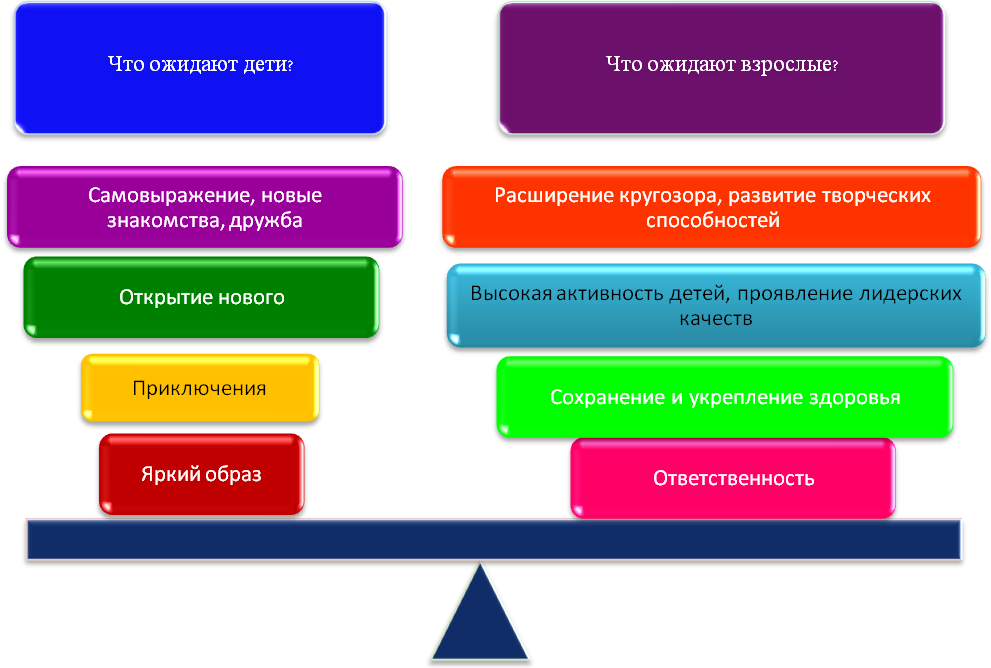 Что ожидают дети?
Что ожидают взрослые?
Самовыражение, новые
знакомства, дружба
Открытие нового
Приключения
Яркий образ
Расширение кругозора, развитие творческих
способностей
Высокая активность детей, проявление лидерских
качеств
Сохранение и укрепление здоровья
Ответственность